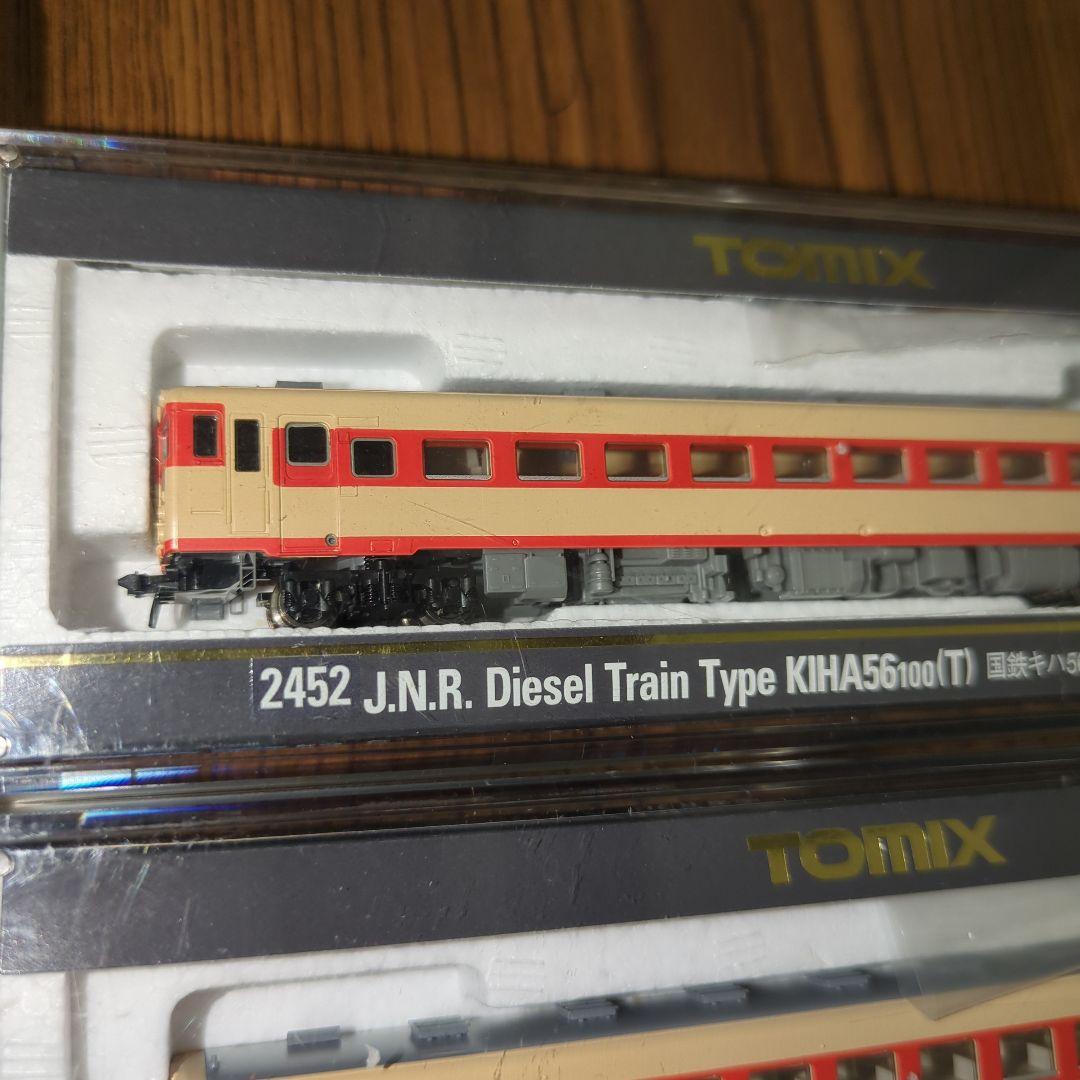 TOMIX
2452 J.N.R. Diesel Train Type KIHA56100(T) 国鉄キハ5
TOMIX